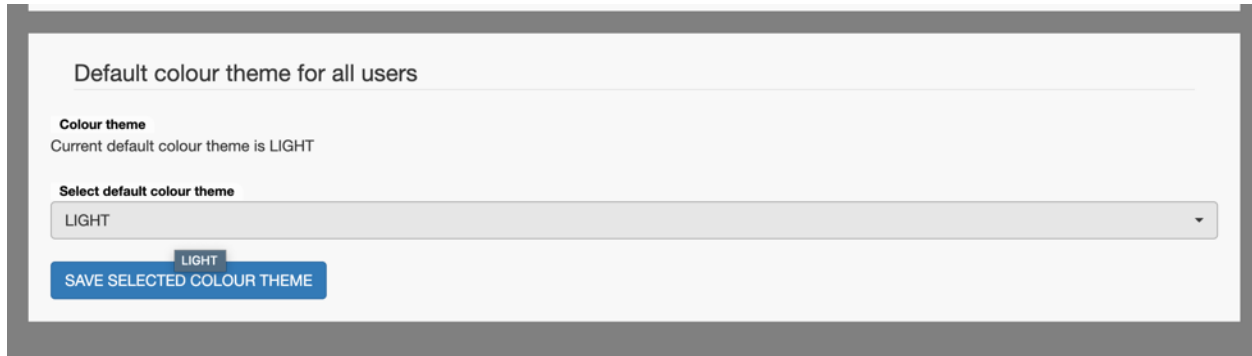 Default colour theme for all users
Colour theme
Current default colour theme is LIGHT
Select default colour theme
LIGHT
LIGHT
SAVE SELECTED COLOUR THEME